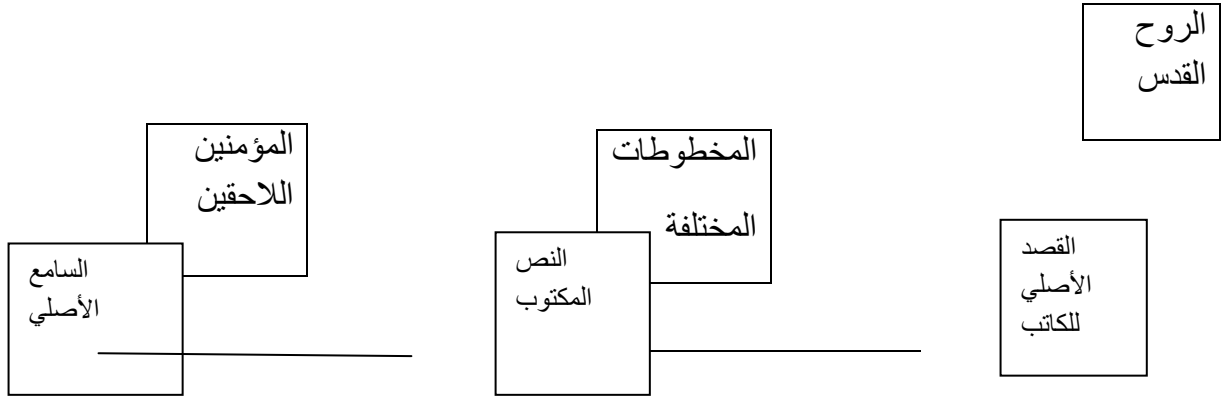 الروح
القدس
المخطوطات
المختلفة
المؤمنين
اللاحقين
القصد
الأصلي
للكاتب
النص
المكتوب
السامع
الأصلي